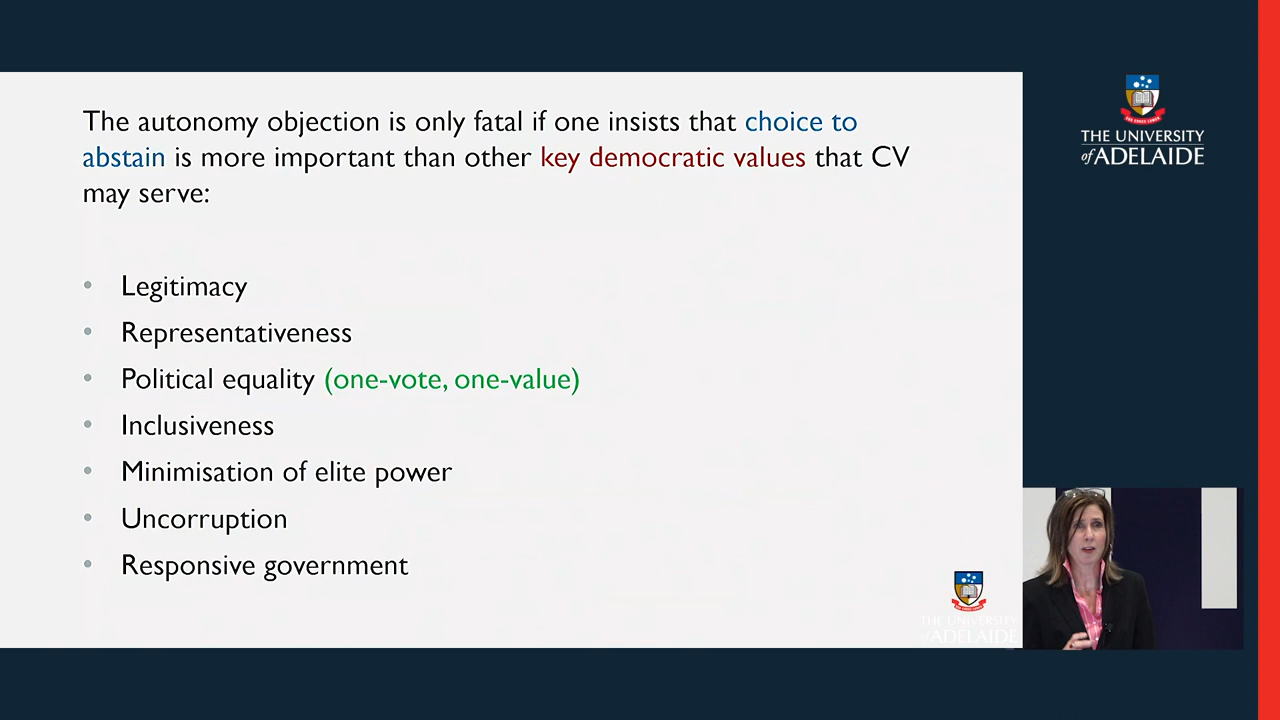 The autonomy objection is only fatal if one insists that choice to
abstain is more important than other key democratic values that CV
may serve:
• Legitimacy
• Representativeness
• Political equality (one-vote, one-value)
• Inclusiveness
• Minimisation of elite power
• Uncorruption
• Responsive government
THE UNIVERSITY
of ADELAIDE
THE UNIVERSITY
of ADELAIDE